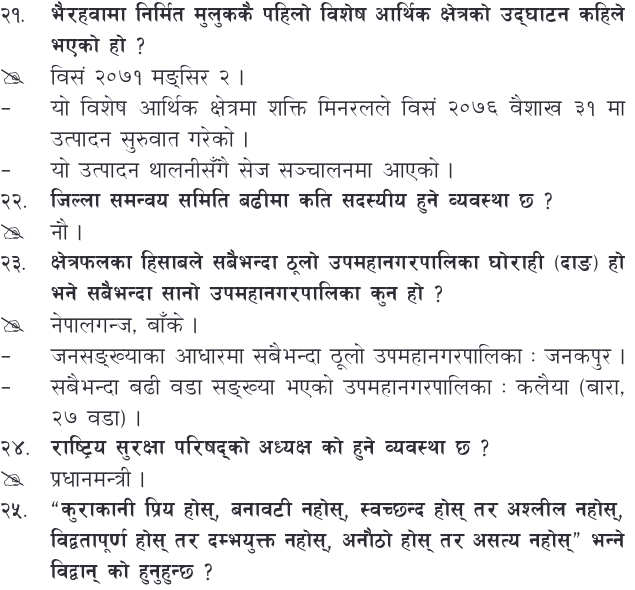 २१. भैरहवामा निर्मित मुलुककै पहिलो विशेष आर्थिक क्षेत्रको उद्घाटन कहिले
भएको हो ?
विसं २०७१ मङ्सिर २ ।
– यो विशेष आर्थिक क्षेत्रमा शक्ति मिनरलले विसं २०७६ वैशाख ३१ मा
उत्पादन सुरुवात गरेको ।
– यो उत्पादन थालनीसँगै सेज सञ्चालनमा आएको ।
२२. जिल्ला समन्वय समिति बढीमा कति सदस्यीय हुने व्यवस्था छ ?
नौ ।
२३. क्षेत्रफलका हिसाबले सबैभन्दा ठूलो उपमहानगरपालिका घोराही (दाङ) हो
भने सबैभन्दा सानो उपमहानगरपालिका कुन हो ?
नेपालगन्ज, बाँके ।
– जनसङ्ख्याका आधारमा सबैभन्दा ठूलो उपमहानगरपालिका : जनकपुर ।
– सबैभन्दा बढी वडा सङ्ख्या भएको उपमहानगरपालिका : कलैया (बारा,
२७ वडा) ।
२४. राष्ट्रिय सुरक्षा परिषद्को अध्यक्ष को हुने व्यवस्था छ ?
प्रधानमन्त्री ।
२५. “कुराकानी प्रिय होस्, बनावटी नहोस्, स्वच्छन्द होस् तर अश्लील नहोस्,
विद्वतापूर्ण होस् तर दम्भयुक्त नहोस्, अनौठो होस् तर असत्य नहोस्” भन्ने
विद्वान् को हुनुहुन्छ ?